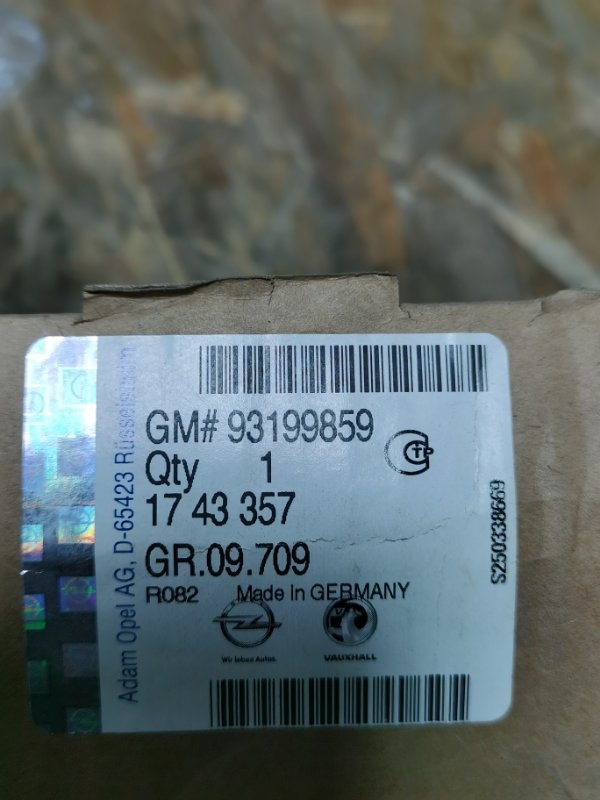 GM# 93199859
Qty 1
17 43 357
GR.09.709
R082 Made in GERMANY
Wir leben Autos.
VAUXHALL
Adam Opel AG, D-65423 Rüsselsheim
S250338669